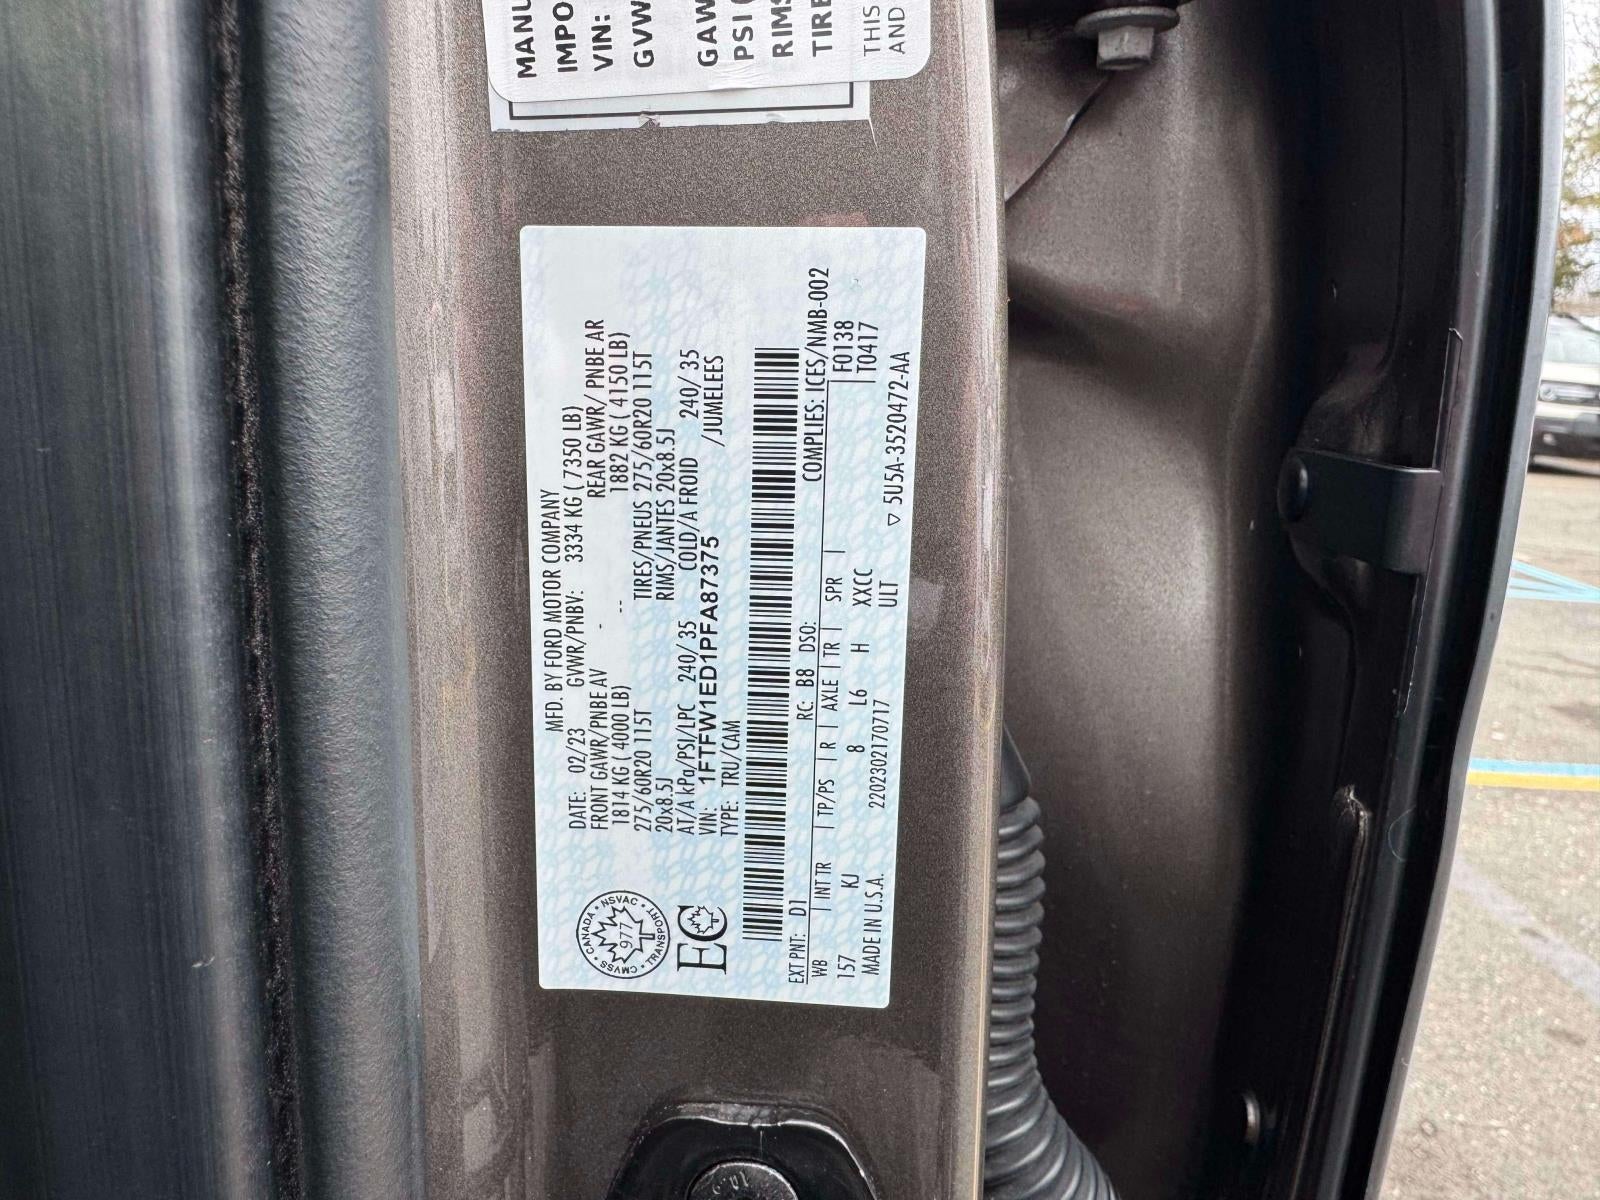 MANU
IMPO
VIN:
GVW
GAW
PSI (
RIMS
TIRE
THIS
AND
MFD. BY FORD MOTOR COMPANY
DATE: 02/23 GVWR/PNBV: 3334 KG ( 7350 LB)
FRONT GAWR/PNBE AV - REAR GAWR/ PNBE AR
1814 KG ( 4000 LB) -- 1882 KG ( 4150 LB)
275/60R20 115T TIRES/PNEUS 275/60R20 115T
20x8.5J RIMS/JANTES 20x8.5J
AT/A kPa/PSI/LPC 240/ 35 COLD/A FROID 240/ 35
VIN: 1FTFW1ED1PFA87375 /JUMELEES
TYPE: TRU/CAM
CANADA • NSVAC • TRANSPORT • CMVSS •
977
EC
EXT PNT: D1 RC: B8 DSO: COMPLIES: ICES/NMB-002
WB | INT TR | TP/PS | R | AXLE | TR | SPR | F0138
157 KJ 8 L6 H XXCC T0417
MADE IN U.S.A. 2202302170717 ULT ▽ 5U5A-3520472-AA